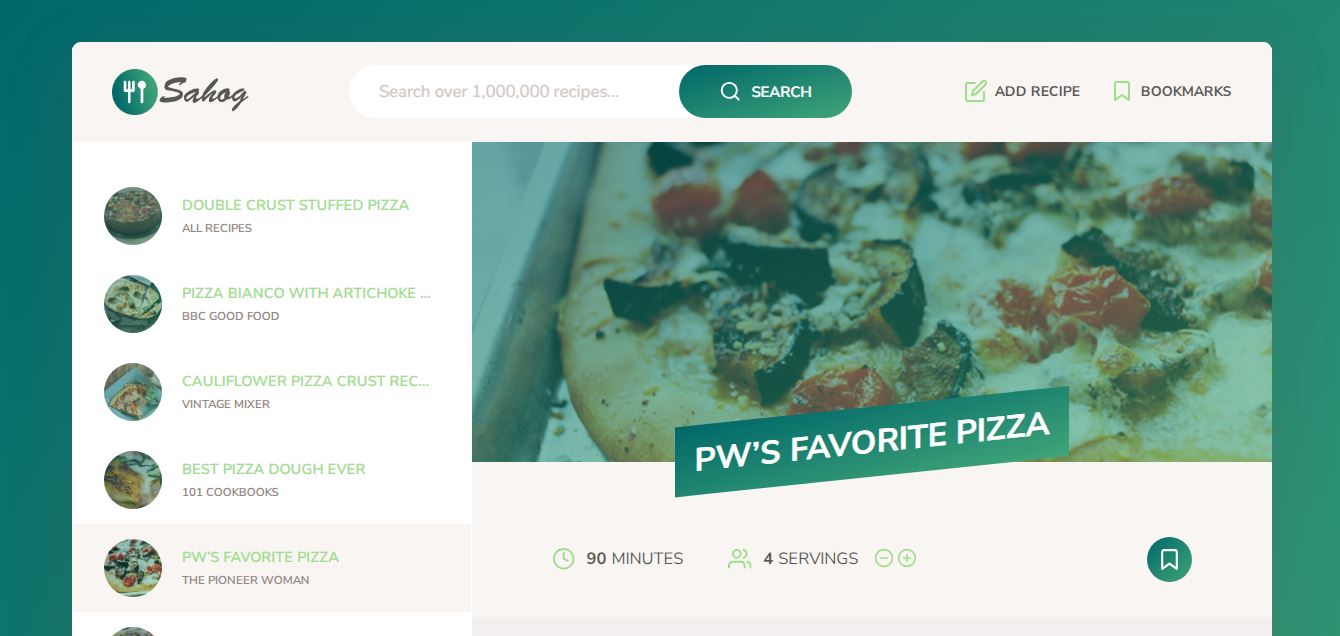 Sahog
Search over 1,000,000 recipes...
SEARCH
ADD RECIPE
BOOKMARKS
DOUBLE CRUST STUFFED PIZZA
ALL RECIPES
PIZZA BIANCO WITH ARTICHOKE ...
BBC GOOD FOOD
CAULIFLOWER PIZZA CRUST REC...
VINTAGE MIXER
BEST PIZZA DOUGH EVER
101 COOKBOOKS
PW'S FAVORITE PIZZA
THE PIONEER WOMAN
PW'S FAVORITE PIZZA
90 MINUTES
4 SERVINGS